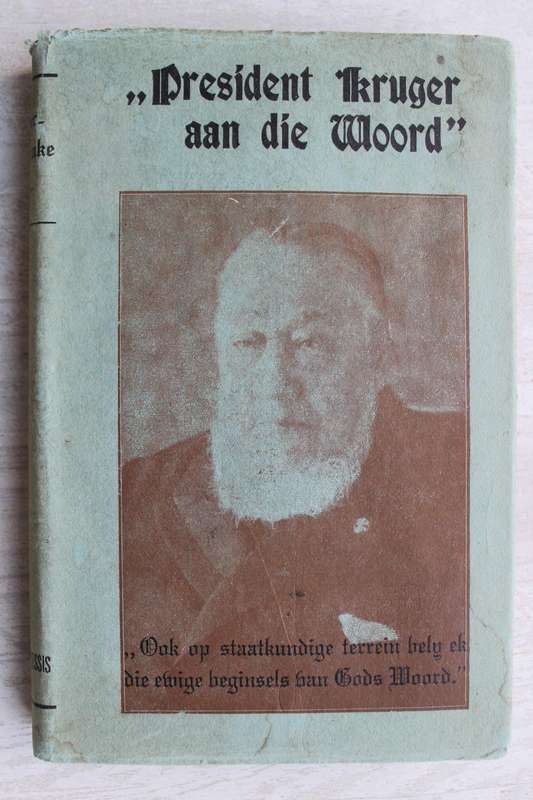 „President Kruger
aan die Woord”
„Ook op staatkundige terrein bely ek
die ewige beginsels van Gods Woord.”